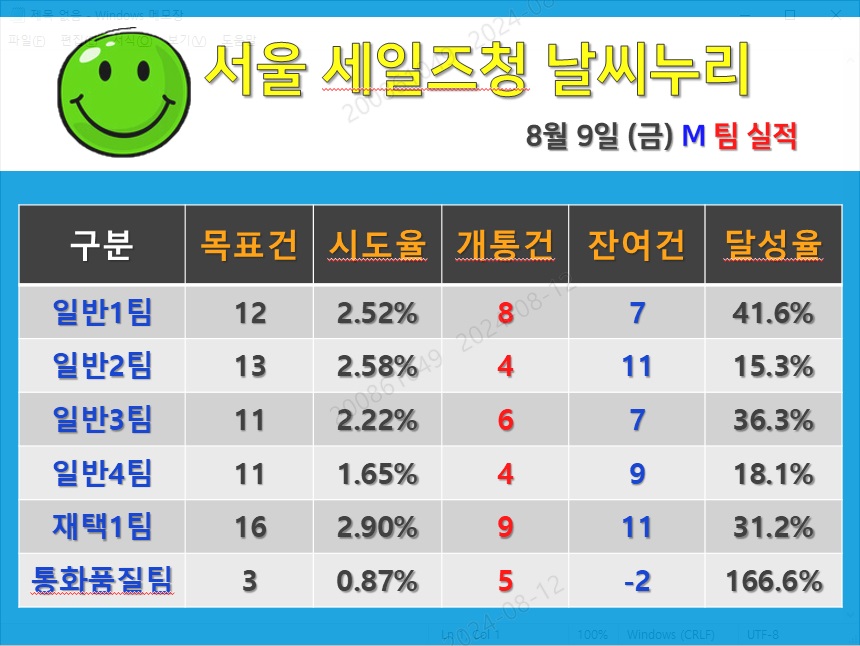 제목 없음 - Windows 메모장
파일(F) 편집 서식(O) 보기(V) 도움말
서울 세일즈청 날씨누리
8월 9일 (금) M 팀 실적
구분 목표건 시도율 개통건 잔여건 달성율
일반1팀 12 2.52% 8 7 41.6%
일반2팀 13 2.58% 4 11 15.3%
일반3팀 11 2.22% 6 7 36.3%
일반4팀 11 1.65% 4 9 18.1%
재택1팀 16 2.90% 9 11 31.2%
통화품질팀 3 0.87% 5 -2 166.6%
2024-08-12
2024-08-12
Ln 1, Col 1 100% Windows (CRLF) UTF-8